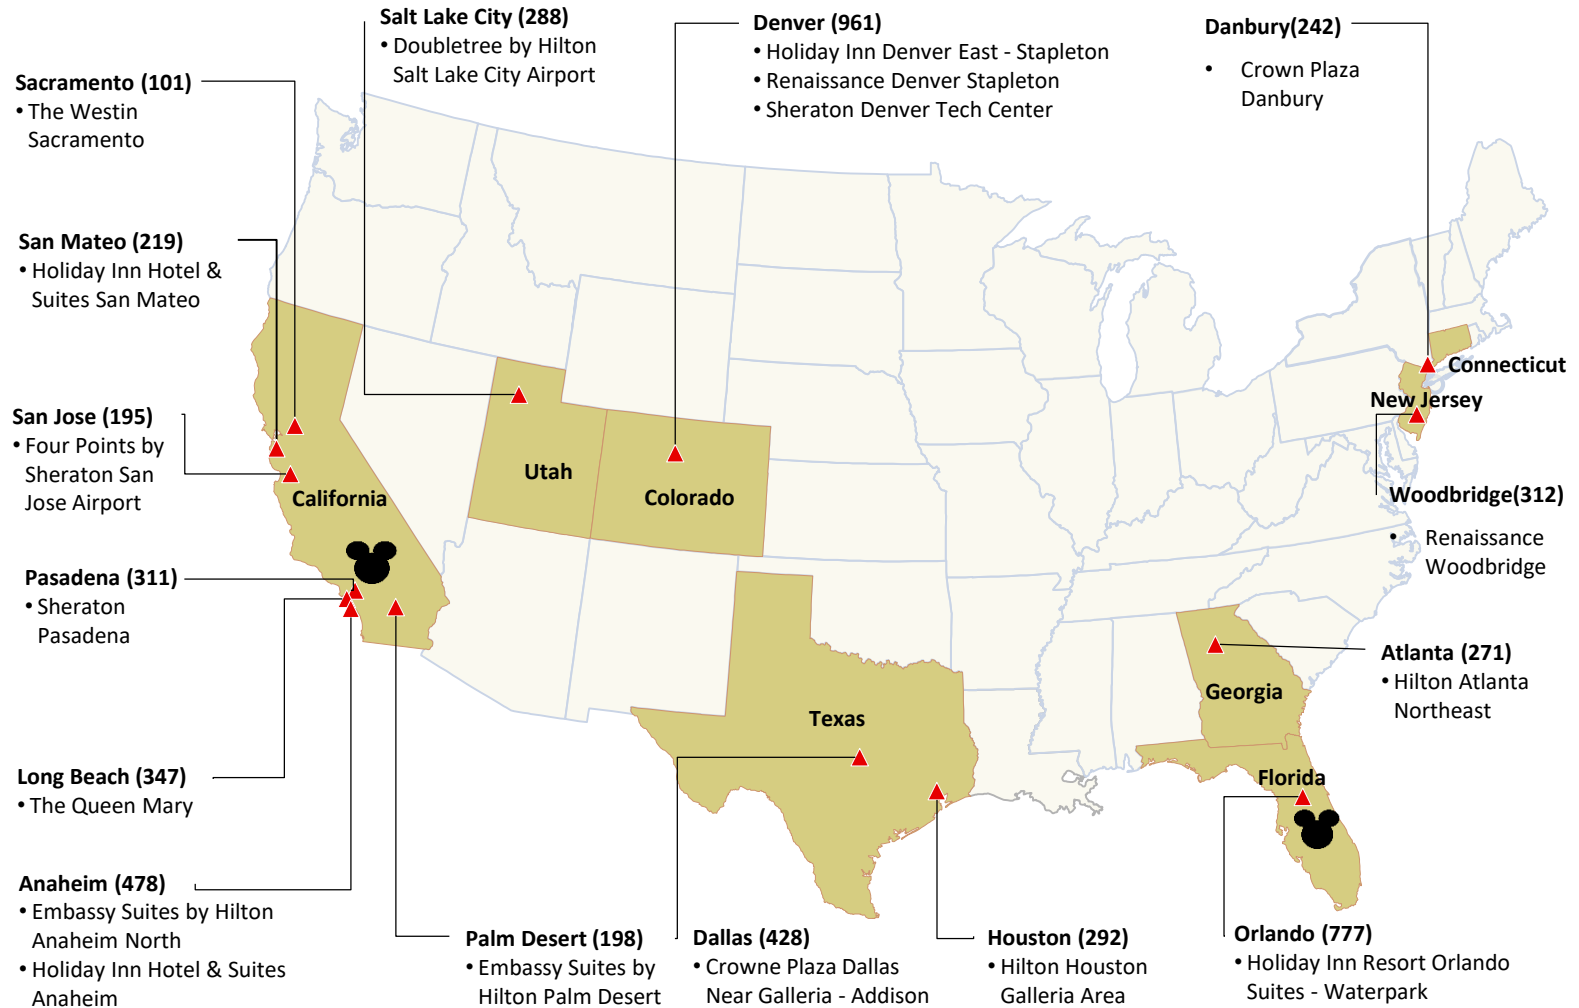 Salt Lake City (288)
• Doubletree by Hilton
Salt Lake City Airport
Denver (961)
• Holiday Inn Denver East - Stapleton
• Renaissance Denver Stapleton
• Sheraton Denver Tech Center
Danbury(242)
• Crown Plaza
Danbury
Sacramento (101)
• The Westin
Sacramento
San Mateo (219)
• Holiday Inn Hotel &
Suites San Mateo
San Jose (195)
• Four Points by
Sheraton San
Jose Airport
Connecticut
New Jersey
Utah
Colorado
California
Woodbridge(312)
• Renaissance
Woodbridge
Pasadena (311)
• Sheraton
Pasadena
Atlanta (271)
• Hilton Atlanta
Northeast
Georgia
Texas
Florida
Long Beach (347)
• The Queen Mary
Anaheim (478)
• Embassy Suites by Hilton
Anaheim North
• Holiday Inn Hotel & Suites
Anaheim
Palm Desert (198)
• Embassy Suites by
Hilton Palm Desert
Dallas (428)
• Crowne Plaza Dallas
Near Galleria - Addison
Houston (292)
• Hilton Houston
Galleria Area
Orlando (777)
• Holiday Inn Resort Orlando
Suites - Waterpark